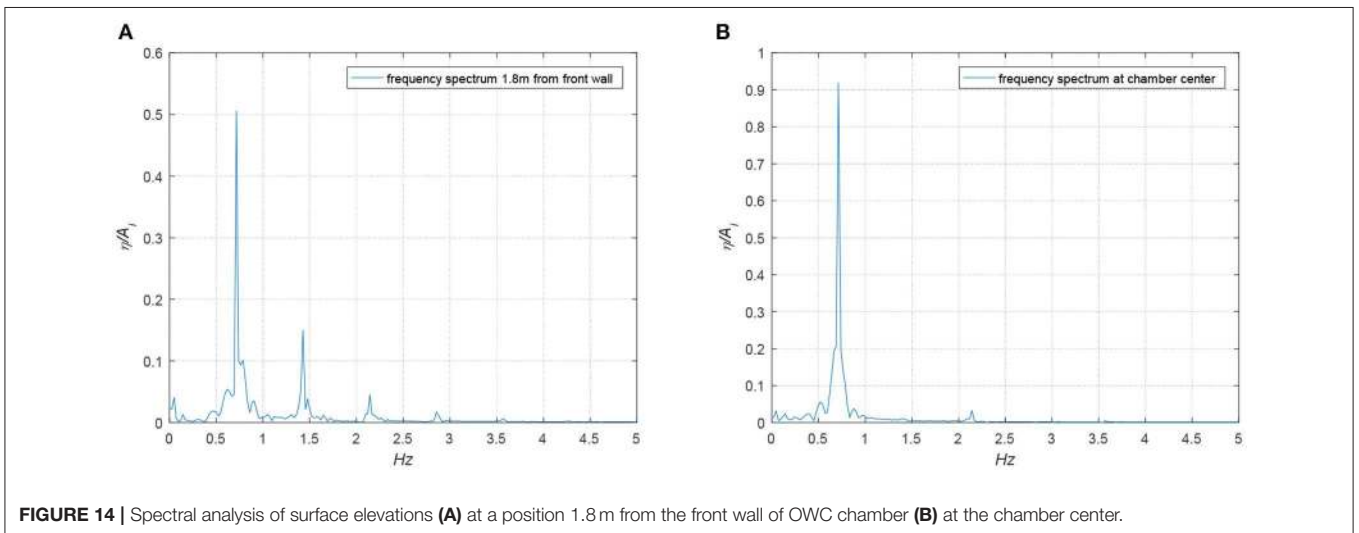 A
B
frequency spectrum 1.8m from front wall
0.6
0.5
0.4
0.3
0.2
0.1
0
η/Aᵢ
0 0.5 1 1.5 2 2.5 3 3.5 4 4.5 5
Hz
frequency spectrum at chamber center
1
0.9
0.8
0.7
0.6
0.5
0.4
0.3
0.2
0.1
0
η/Aᵢ
0 0.5 1 1.5 2 2.5 3 3.5 4 4.5 5
Hz
FIGURE 14 | Spectral analysis of surface elevations (A) at a position 1.8 m from the front wall of OWC chamber (B) at the chamber center.